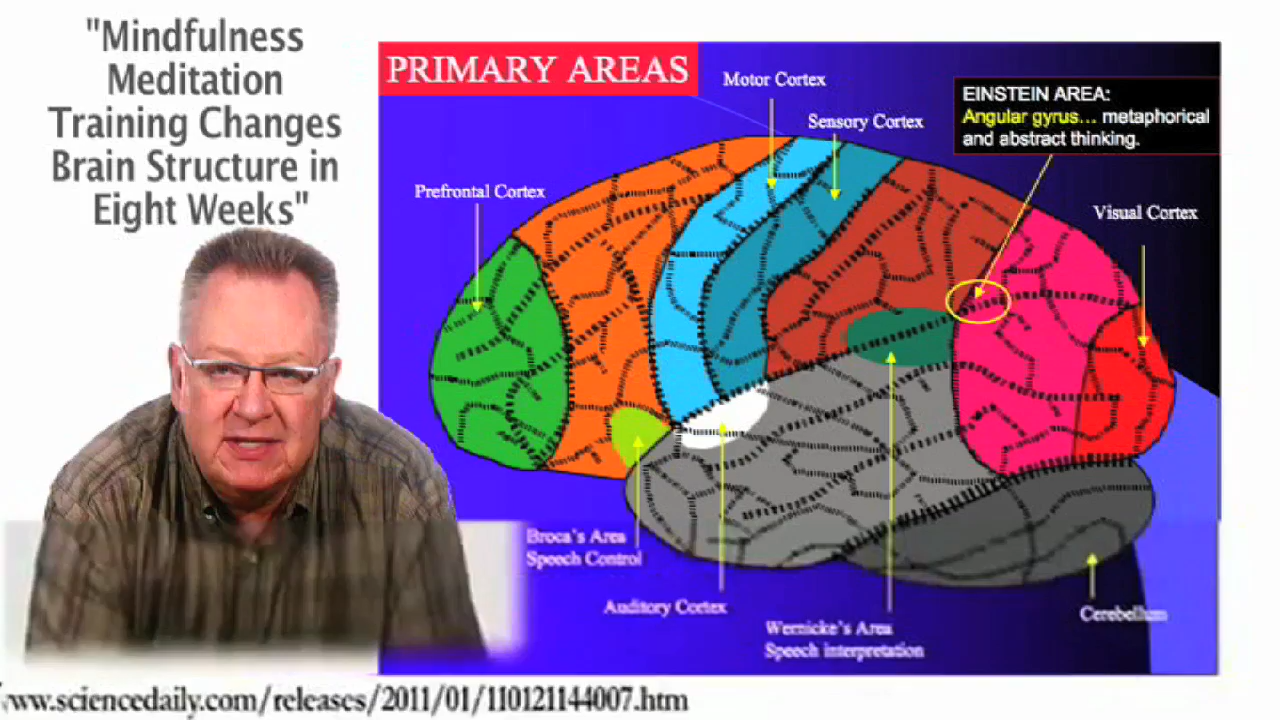 "Mindfulness
Meditation
Training Changes
Brain Structure in
Eight Weeks"
PRIMARY AREAS
Motor Cortex
Sensory Cortex
EINSTEIN AREA:
Angular gyrus... metaphorical
and abstract thinking.
Prefrontal Cortex
Visual Cortex
Broca's Area
Speech Control
Auditory Cortex
Wernicke's Area
Speech interpretation
Cerebellum
www.sciencedaily.com/releases/2011/01/110121144007.htm